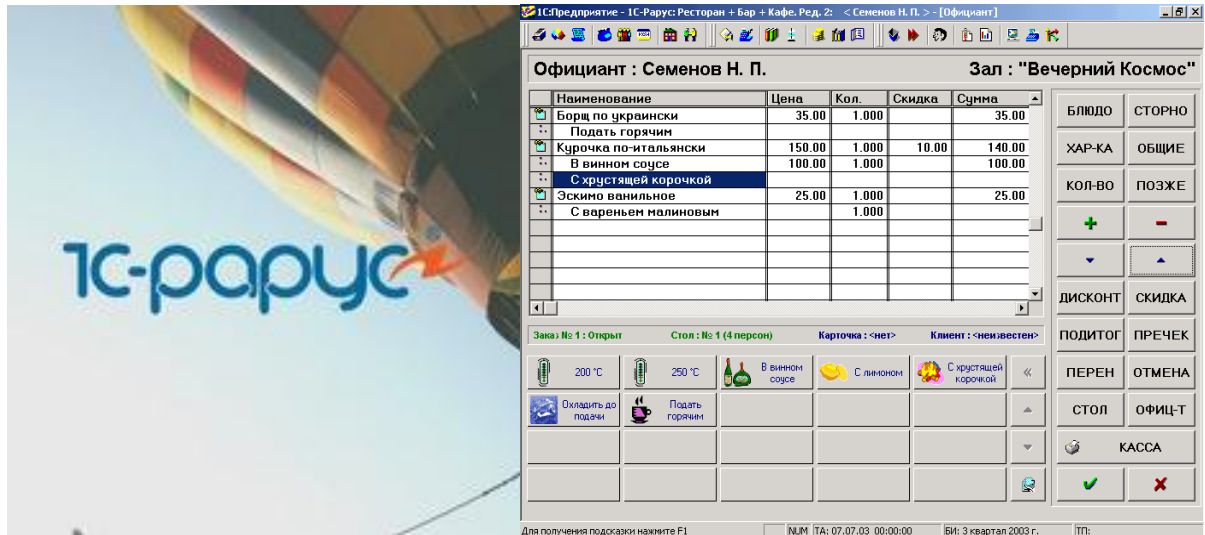 1С-рарус
1С:Предприятие - 1С-Рарус: Ресторан + Бар + Кафе. Ред. 2: < Семенов Н. П. > - [Официант]
Официант : Семенов Н. П. Зал : "Вечерний Космос"
Наименование Цена Кол. Скидка Сумма
Борщ по украински 35.00 1.000 35.00
Подать горячим
Курочка по-итальянски 150.00 1.000 10.00 140.00
В винном соусе 100.00 1.000 100.00
С хрустящей корочкой
Эскимо ванильное 25.00 1.000 25.00
С вареньем малиновым 1.000
Заказ № 1 : Открыт Стол : № 1 (4 персон) Карточка : <нет> Клиент : <неизвестен>
200 °C 250 °C В винном соусе С лимоном С хрустящей корочкой
Охладить до подачи Подать горячим
БЛЮДО СТОРНО
ХАР-КА ОБЩИЕ
КОЛ-ВО ПОЗЖЕ
ДИСКОНТ СКИДКА
ПОДИТОГ ПРЕЧЕК
ПЕРЕН ОТМЕНА
СТОЛ ОФИЦ-Т
КАССА
Для получения подсказки нажмите F1 NUM TA: 07.07.03 00:00:00 БИ: 3 квартал 2003 г. ТП: